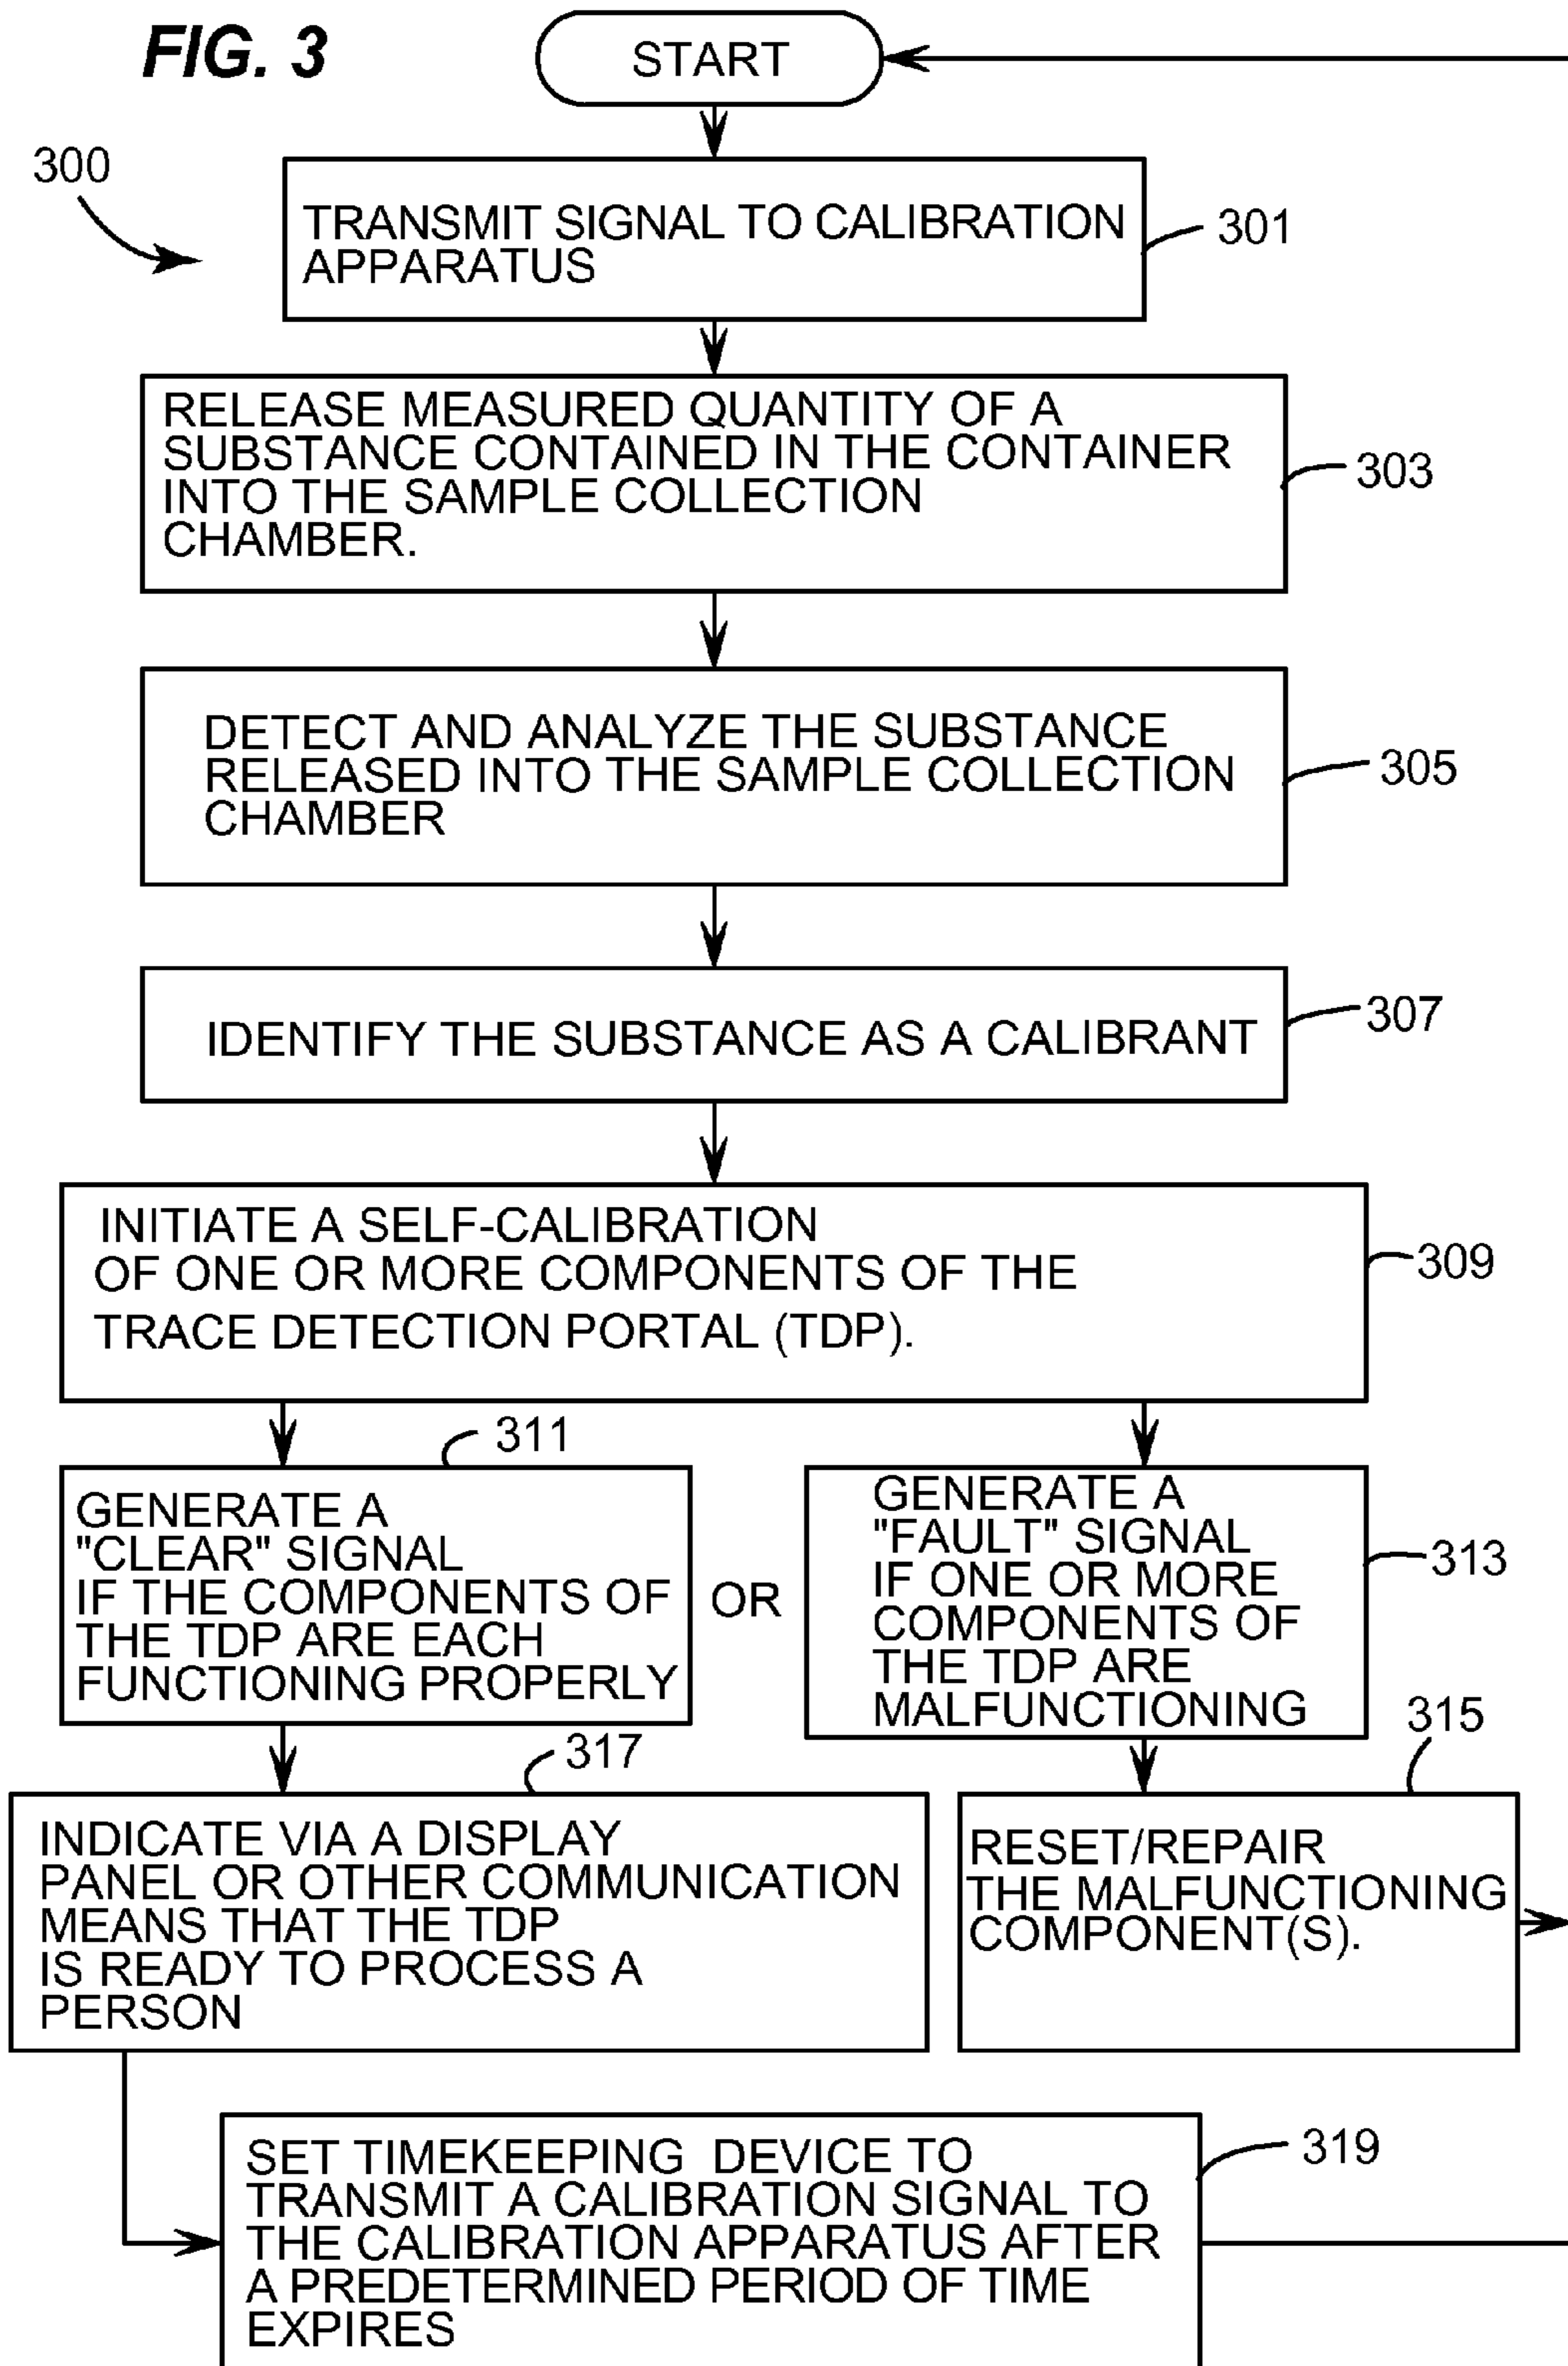 FIG. 3
START
300
TRANSMIT SIGNAL TO CALIBRATION
APPARATUS
301
RELEASE MEASURED QUANTITY OF A
SUBSTANCE CONTAINED IN THE CONTAINER
INTO THE SAMPLE COLLECTION
CHAMBER.
303
DETECT AND ANALYZE THE SUBSTANCE
RELEASED INTO THE SAMPLE COLLECTION
CHAMBER
305
IDENTIFY THE SUBSTANCE AS A CALIBRANT
307
INITIATE A SELF-CALIBRATION
OF ONE OR MORE COMPONENTS OF THE
TRACE DETECTION PORTAL (TDP).
309
311
GENERATE A
"CLEAR" SIGNAL
IF THE COMPONENTS OF
THE TDP ARE EACH
FUNCTIONING PROPERLY
OR
GENERATE A
"FAULT" SIGNAL
IF ONE OR MORE
COMPONENTS OF
THE TDP ARE
MALFUNCTIONING
313
317
INDICATE VIA A DISPLAY
PANEL OR OTHER COMMUNICATION
MEANS THAT THE TDP
IS READY TO PROCESS A
PERSON
315
RESET/REPAIR
THE MALFUNCTIONING
COMPONENT(S).
SET TIMEKEEPING DEVICE TO
TRANSMIT A CALIBRATION SIGNAL TO
THE CALIBRATION APPARATUS AFTER
A PREDETERMINED PERIOD OF TIME
EXPIRES
319